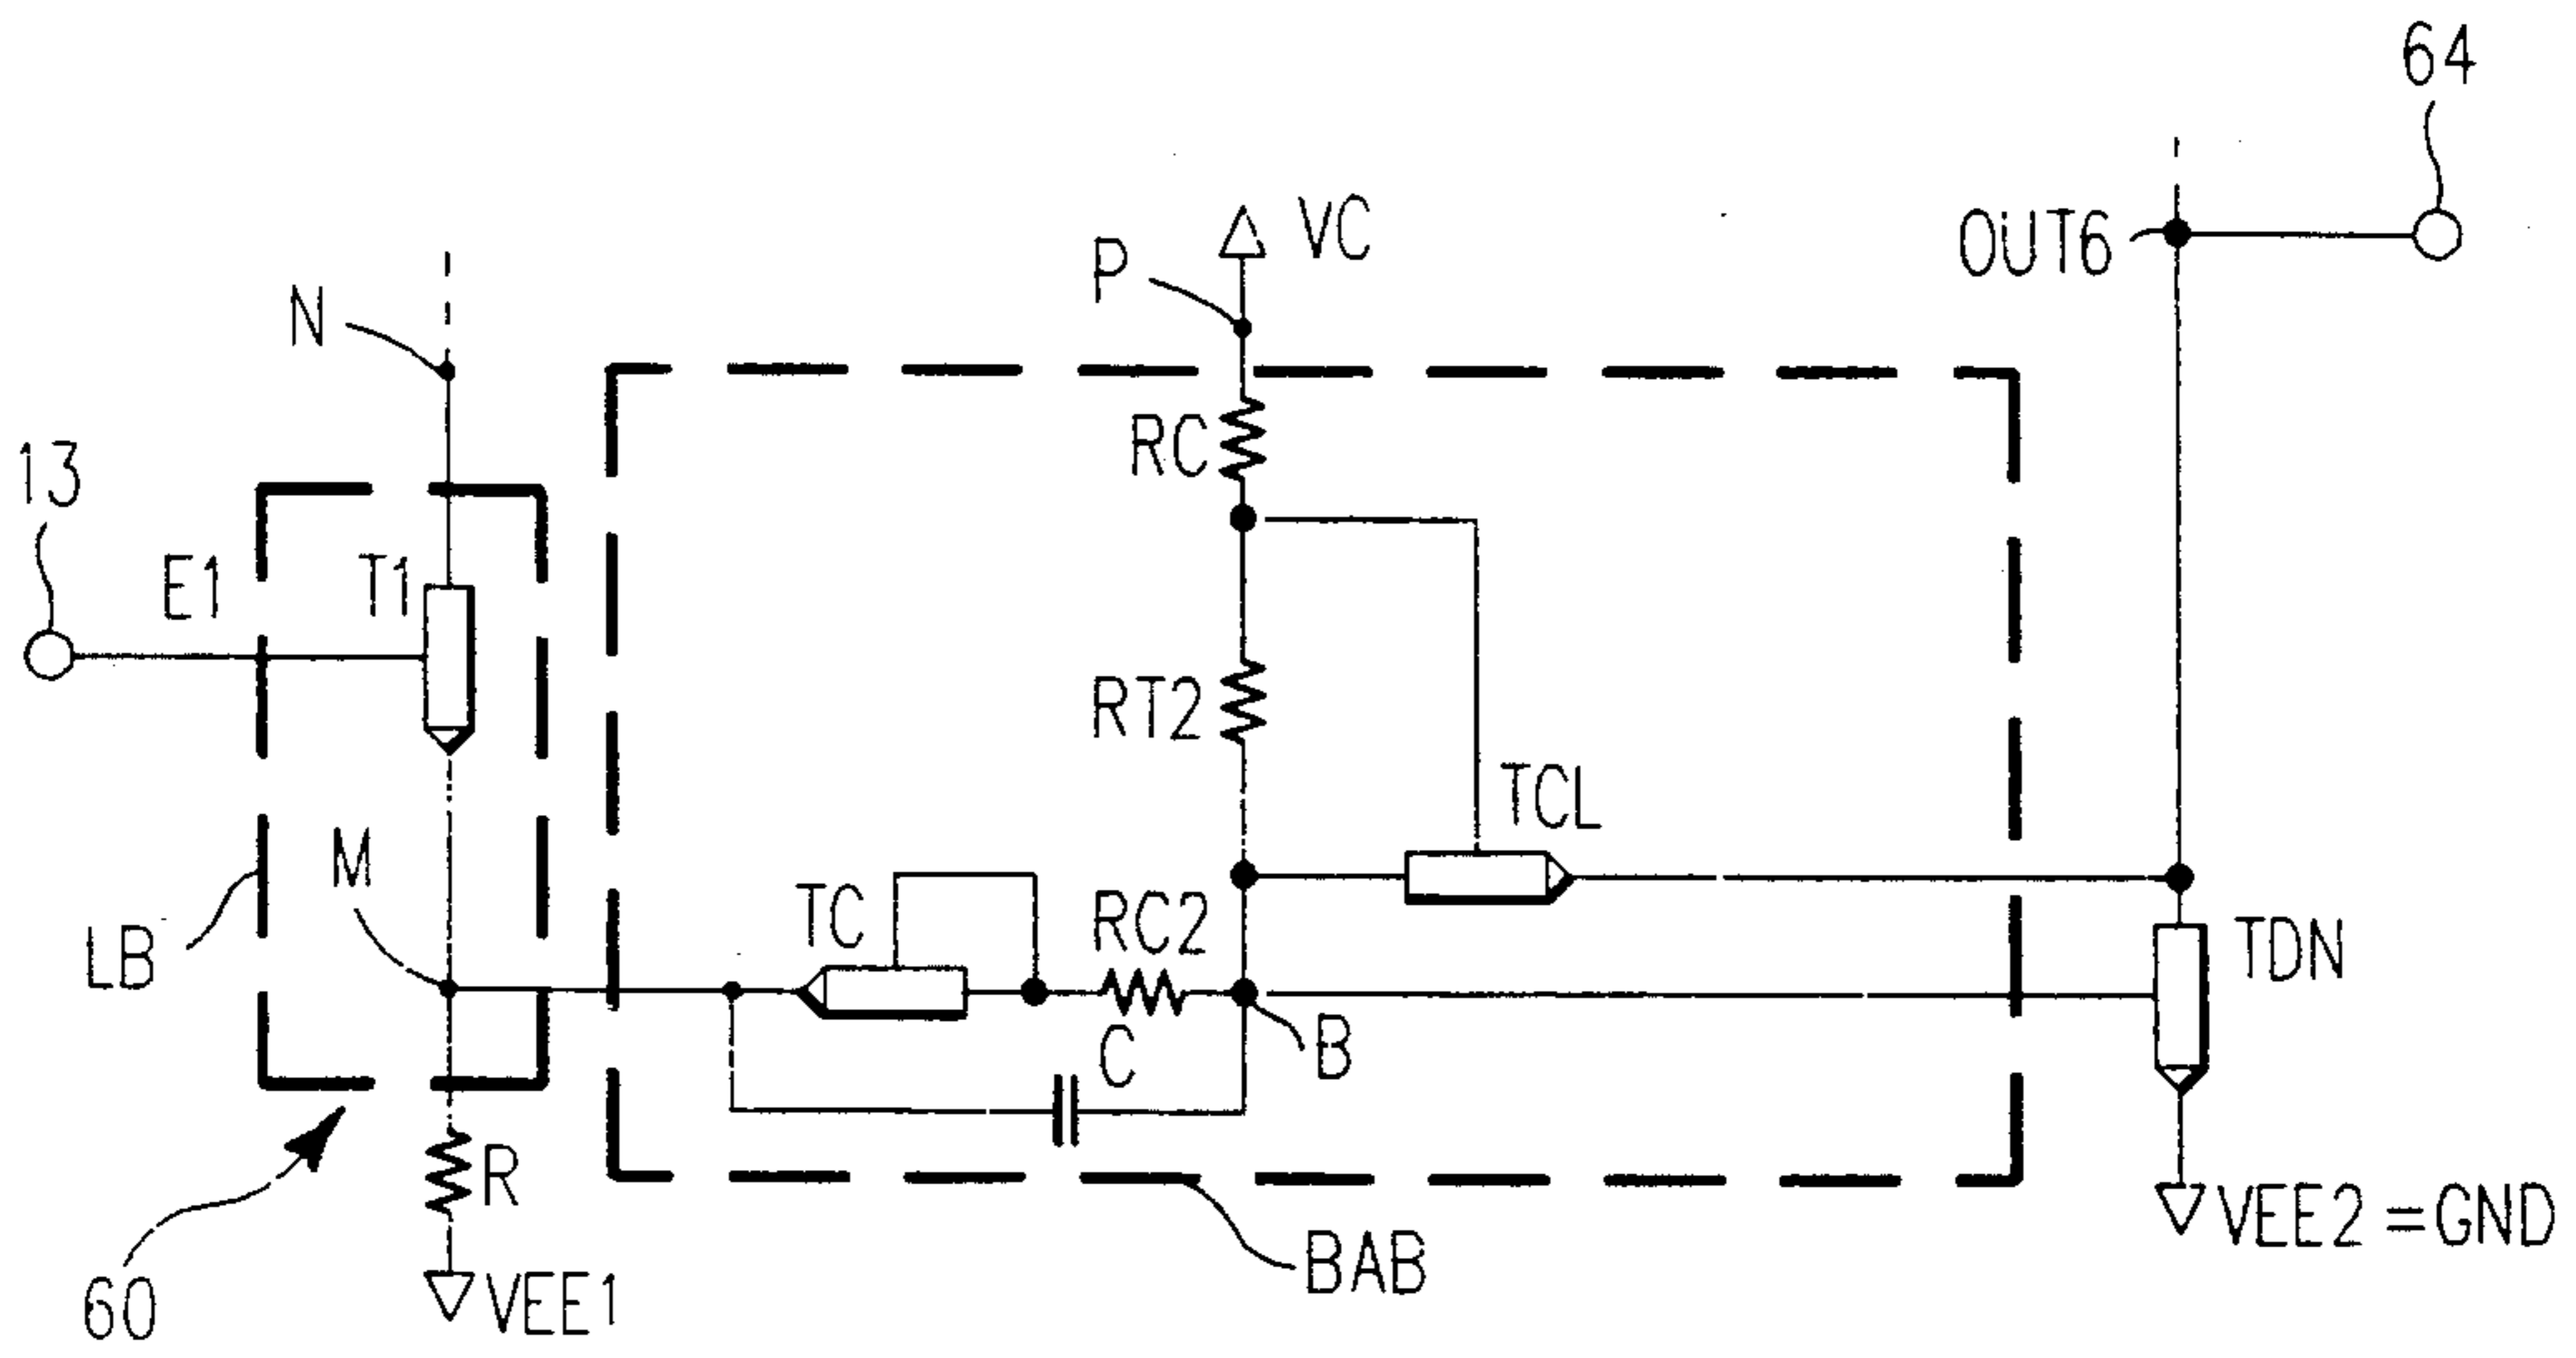 64
VC
P
OUT6
N
RC
13
E1
T1
RT2
TCL
M
TC
RC2
LB
TDN
C
B
R
VEE2 = GND
BAB
60
VEE1